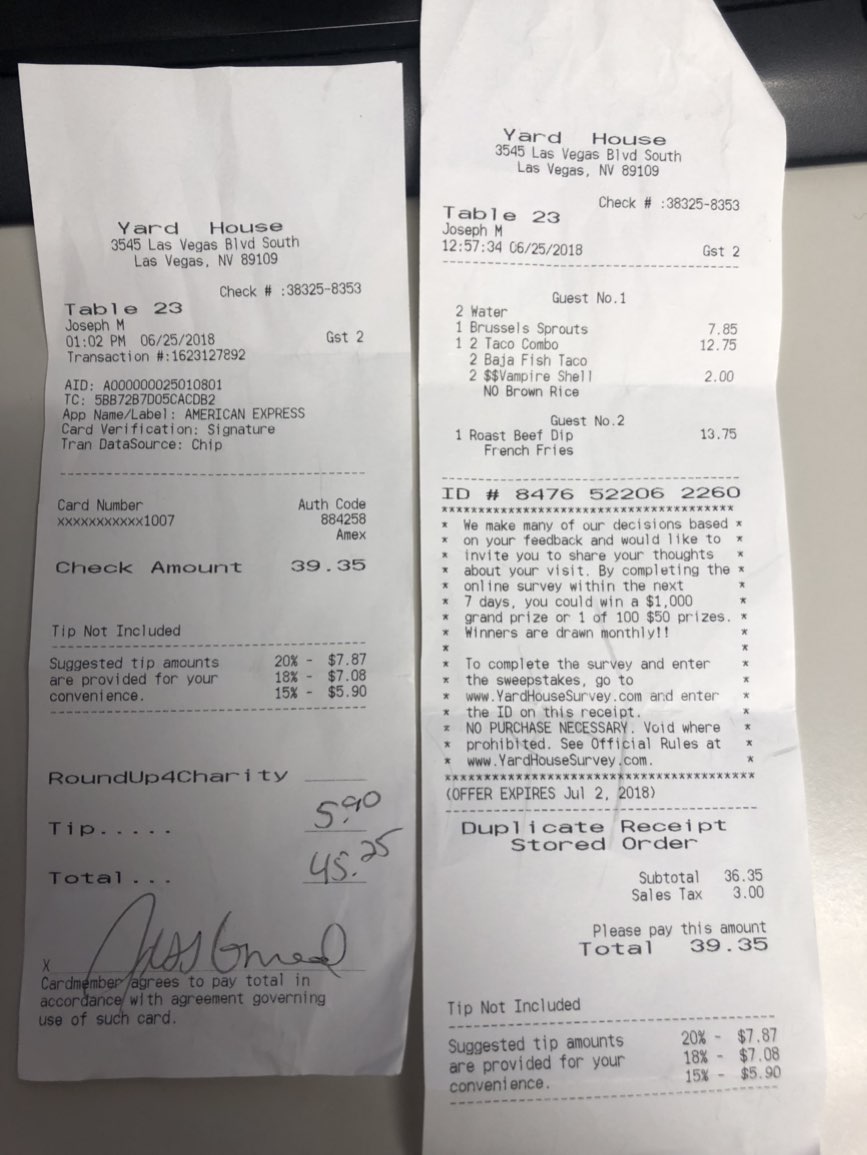 Yard House
3545 Las Vegas Blvd South
Las Vegas, NV 89109
Check # :38325-8353
Table 23
Joseph M
01:02 PM 06/25/2018 Gst 2
Transaction #:1623127892
AID: A000000025010801
TC: 5BB72B7D05CACDB2
App Name/Label: AMERICAN EXPRESS
Card Verification: Signature
Tran DataSource: Chip
Card Number Auth Code
xxxxxxxxxxx1007 884258
Amex
Check Amount 39.35
Tip Not Included
Suggested tip amounts 20% - $7.87
are provided for your 18% - $7.08
convenience. 15% - $5.90
RoundUp4Charity
Tip..... 5.90
Total... 45.25
X
Cardmember agrees to pay total in
accordance with agreement governing
use of such card.
Yard House
3545 Las Vegas Blvd South
Las Vegas, NV 89109
Check # :38325-8353
Table 23
Joseph M
12:57:34 06/25/2018 Gst 2
Guest No.1
2 Water
1 Brussels Sprouts 7.85
1 2 Taco Combo 12.75
2 Baja Fish Taco
2 $$Vampire Shell 2.00
NO Brown Rice
Guest No.2
1 Roast Beef Dip 13.75
French Fries
ID # 8476 52206 2260
****************************************
* We make many of our decisions based *
* on your feedback and would like to *
* invite you to share your thoughts *
* about your visit. By completing the *
* online survey within the next *
* 7 days, you could win a $1,000 *
* grand prize or 1 of 100 $50 prizes. *
* Winners are drawn monthly!! *
* *
* To complete the survey and enter *
* the sweepstakes, go to *
* www.YardHouseSurvey.com and enter *
* the ID on this receipt. *
* NO PURCHASE NECESSARY. Void where *
* prohibited. See Official Rules at *
* www.YardHouseSurvey.com. *
****************************************
(OFFER EXPIRES Jul 2, 2018)
Duplicate Receipt
Stored Order
Subtotal 36.35
Sales Tax 3.00
Please pay this amount
Total 39.35
Tip Not Included
Suggested tip amounts 20% - $7.87
are provided for your 18% - $7.08
convenience. 15% - $5.90